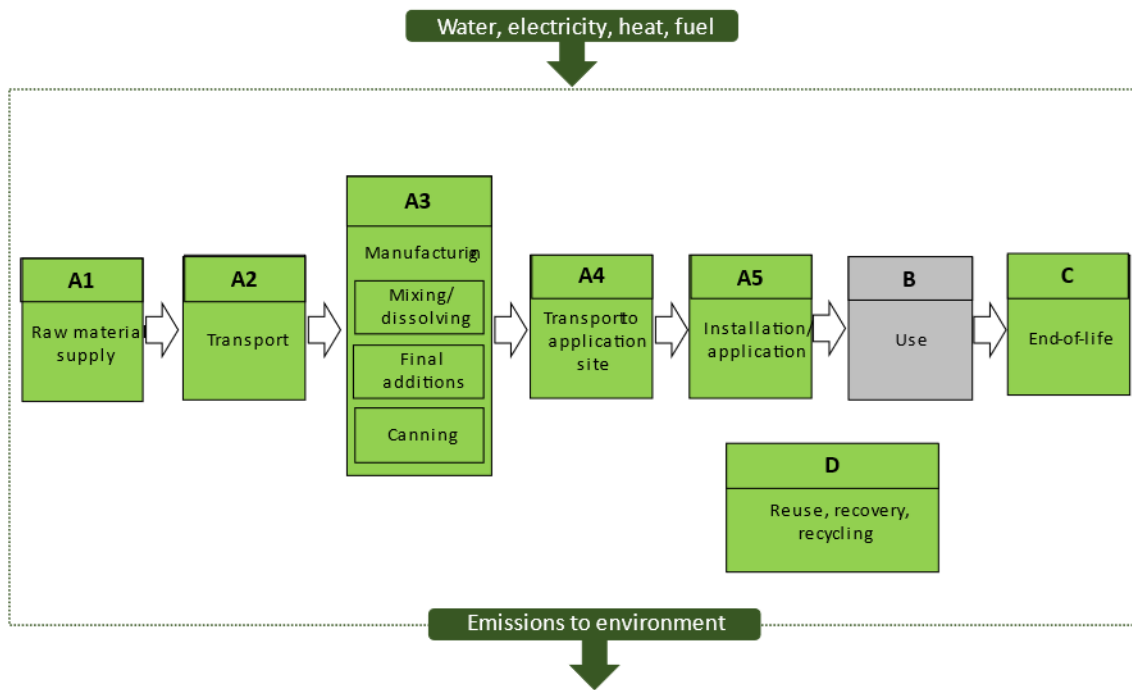 Water, electricity, heat, fuel
A1
Raw material
supply
A2
Transport
A3
Manufacturing
Mixing/
dissolving
Final
additions
Canning
A4
Transport to
application
site
A5
Installation/
application
B
Use
C
End-of-life
D
Reuse, recovery,
recycling
Emissions to environment